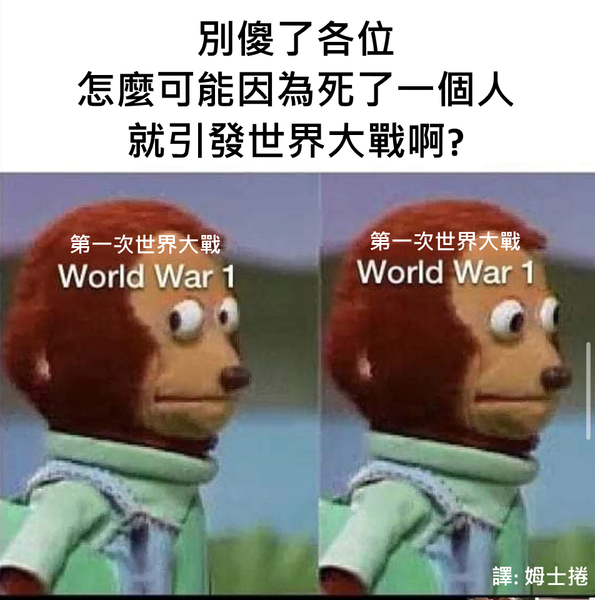 別傻了各位
怎麼可能因為死了一個人
就引發世界大戰啊?
第一次世界大戰
World War 1
第一次世界大戰
World War 1
譯: 姆士捲